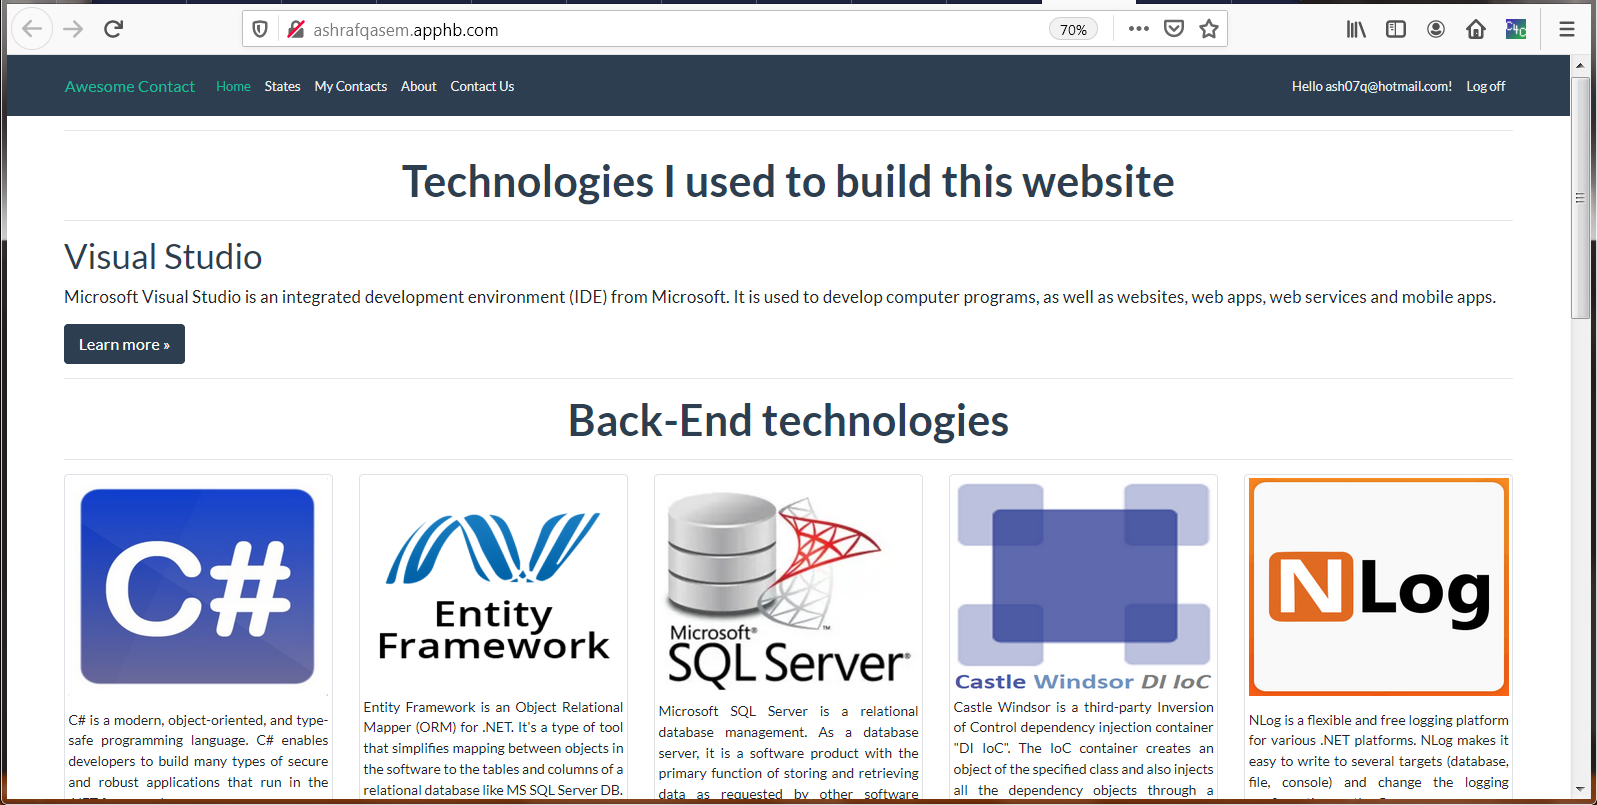 ashrafqasem.apphb.com
70%
Awesome Contact Home States My Contacts About Contact Us Hello ash07q@hotmail.com! Log off
Technologies I used to build this website
Visual Studio
Microsoft Visual Studio is an integrated development environment (IDE) from Microsoft. It is used to develop computer programs, as well as websites, web apps, web services and mobile apps.
Learn more »
Back-End technologies
C#
C# is a modern, object-oriented, and type-
safe programming language. C# enables
developers to build many types of secure
and robust applications that run in the
Entity
Framework
Entity Framework is an Object Relational
Mapper (ORM) for .NET. It's a type of tool
that simplifies mapping between objects in
the software to the tables and columns of a
relational database like MS SQL Server DB.
Microsoft®
SQL Server®
Microsoft SQL Server is a relational
database management. As a database
server, it is a software product with the
primary function of storing and retrieving
data as requested by other software
Castle Windsor DI IoC
Castle Windsor is a third-party Inversion
of Control dependency injection container
"DI IoC". The IoC container creates an
object of the specified class and also injects
all the dependency objects through a
NLog
NLog is a flexible and free logging platform
for various .NET platforms. NLog makes it
easy to write to several targets (database,
file, console) and change the logging